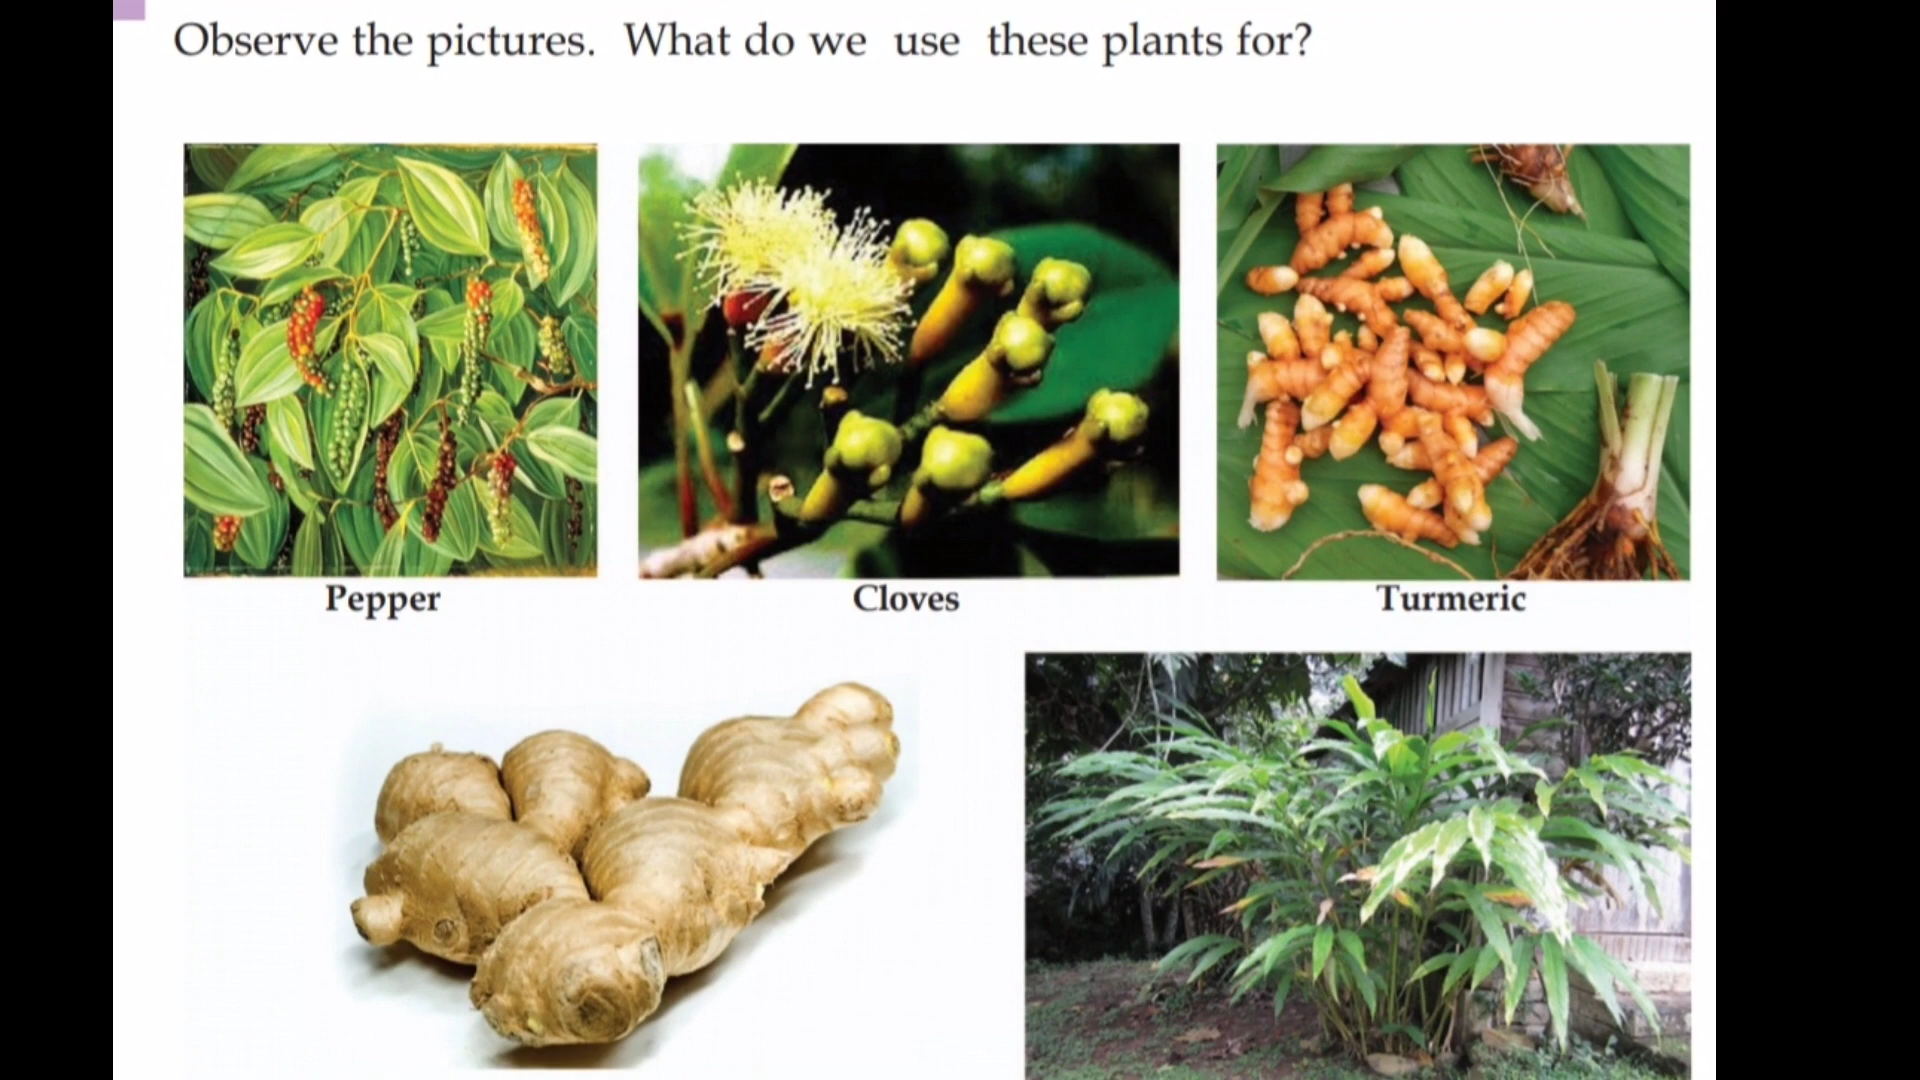 Observe the pictures. What do we use these plants for?
Pepper
Cloves
Turmeric